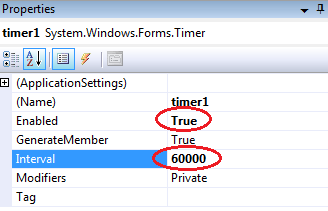 Properties
timer1 System.Windows.Forms.Timer
(ApplicationSettings)
(Name) timer1
Enabled True
GenerateMember True
Interval 60000
Modifiers Private
Tag